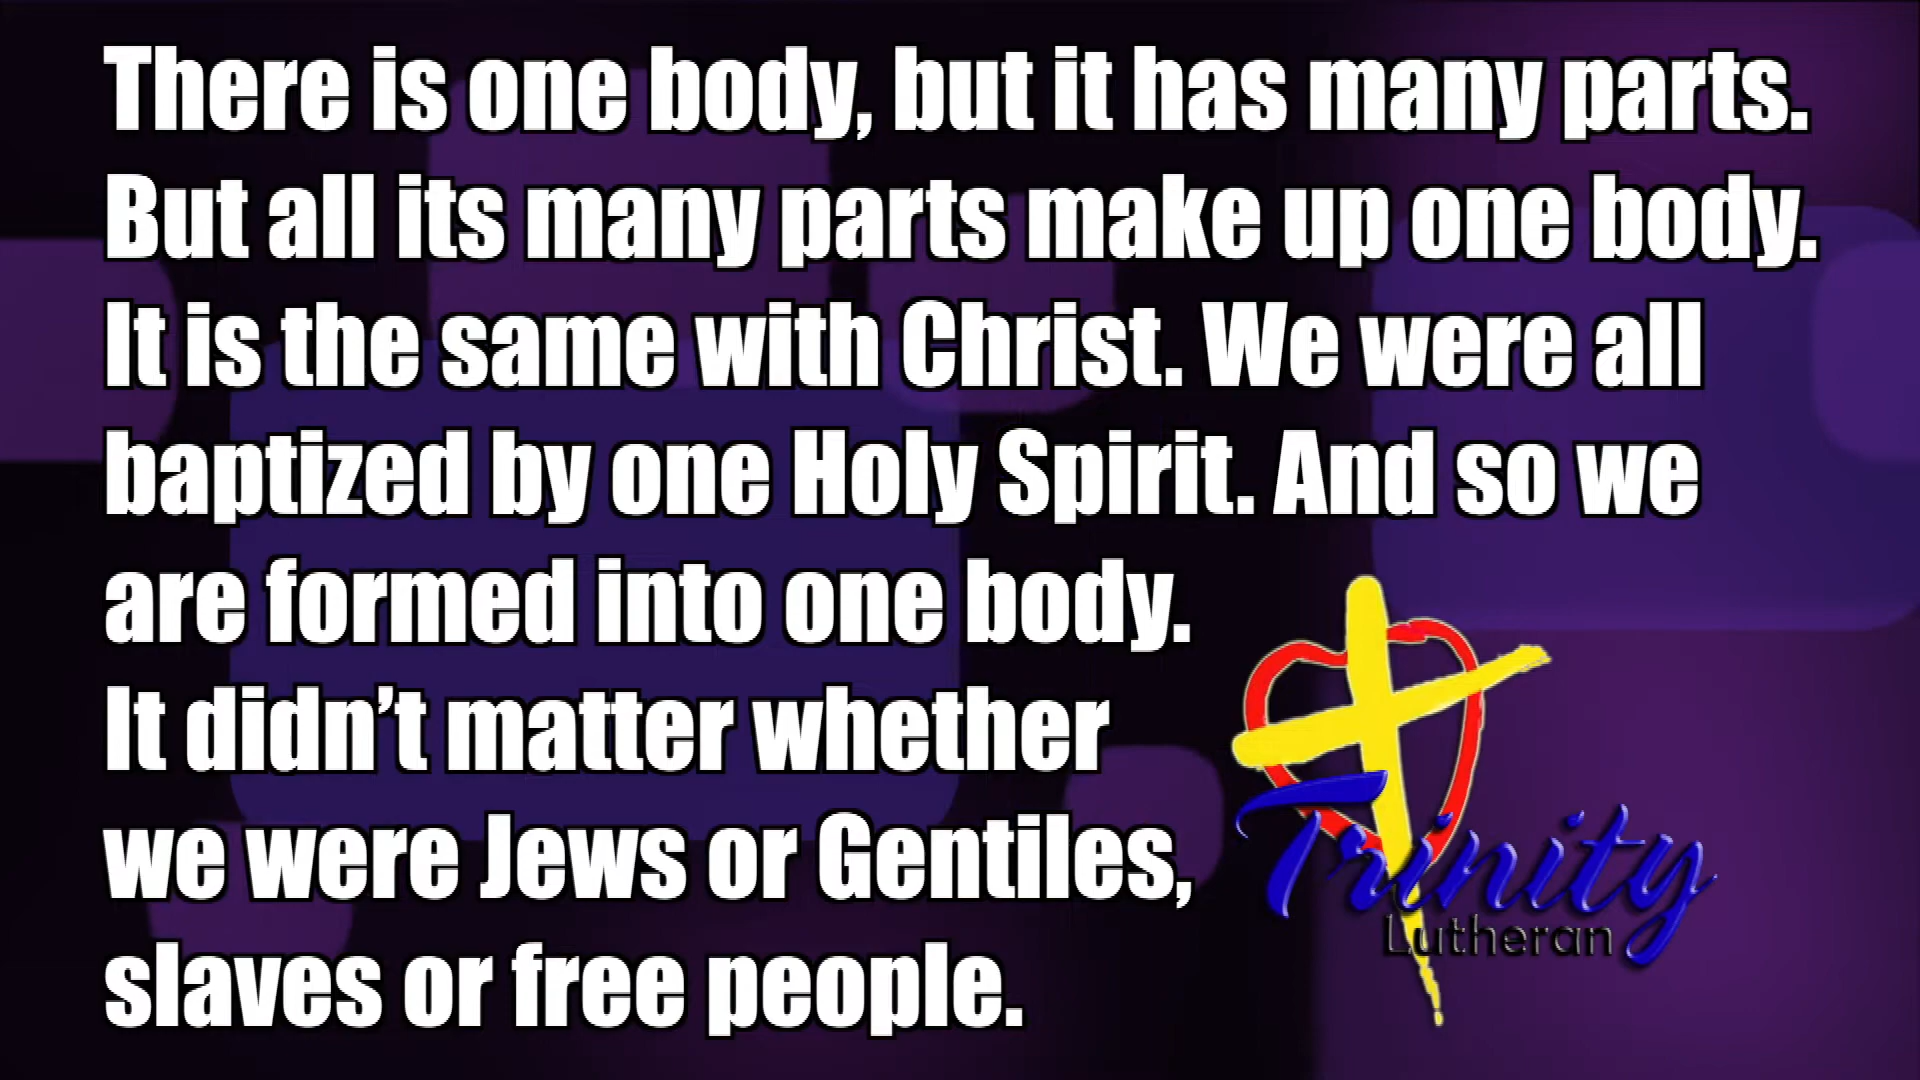 There is one body, but it has many parts.
But all its many parts make up one body.
It is the same with Christ. We were all
baptized by one Holy Spirit. And so we
are formed into one body.
It didn’t matter whether
we were Jews or Gentiles,
slaves or free people.
Trinity
Lutheran